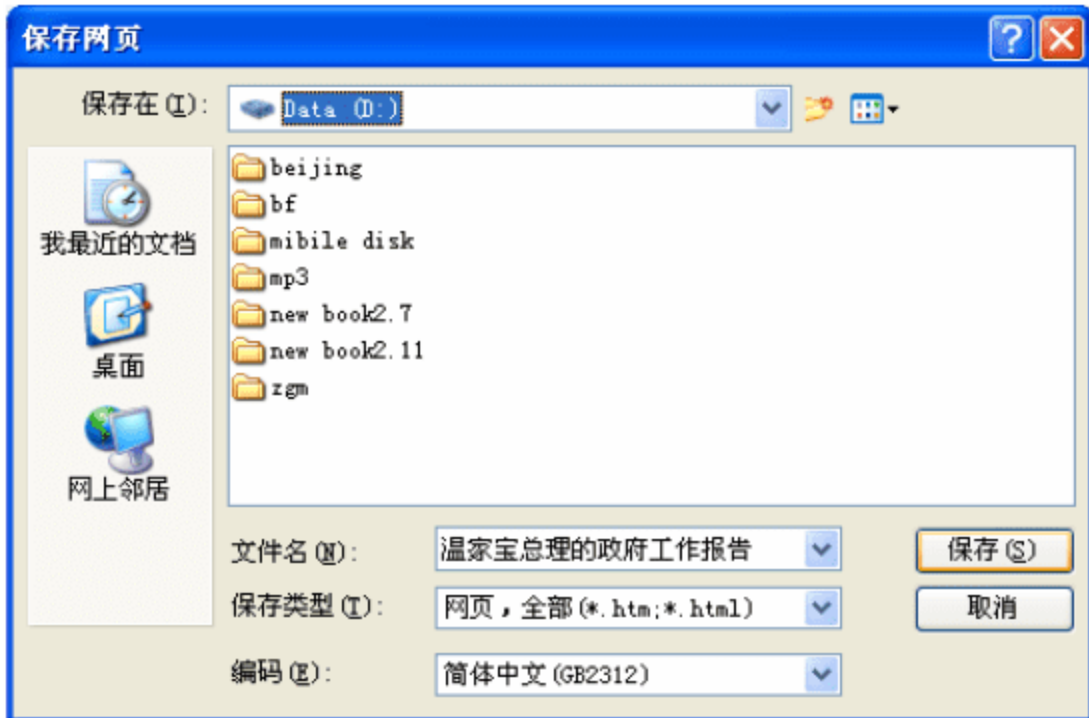 保存网页
保存在(I):
Data (D:)
我最近的文档
桌面
网上邻居
beijing
bf
mibile disk
mp3
new book2.7
new book2.11
zgm
文件名(N):
温家宝总理的政府工作报告
保存(S)
保存类型(T):
网页，全部(*.htm;*.html)
取消
编码(E):
简体中文(GB2312)